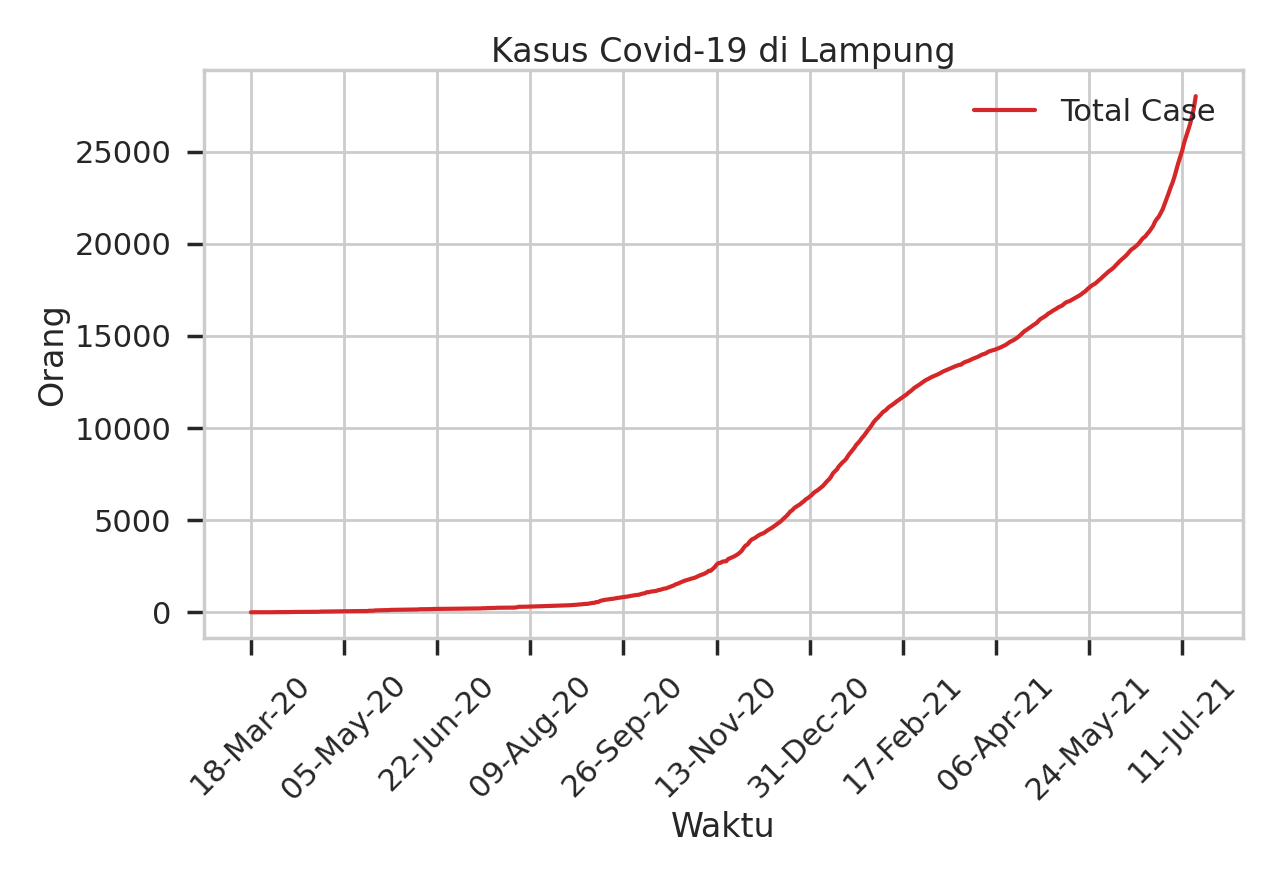 Kasus Covid-19 di Lampung
Total Case
Orang
25000
20000
15000
10000
5000
0
18-Mar-20
05-May-20
22-Jun-20
09-Aug-20
26-Sep-20
13-Nov-20
31-Dec-20
17-Feb-21
06-Apr-21
24-May-21
11-Jul-21
Waktu